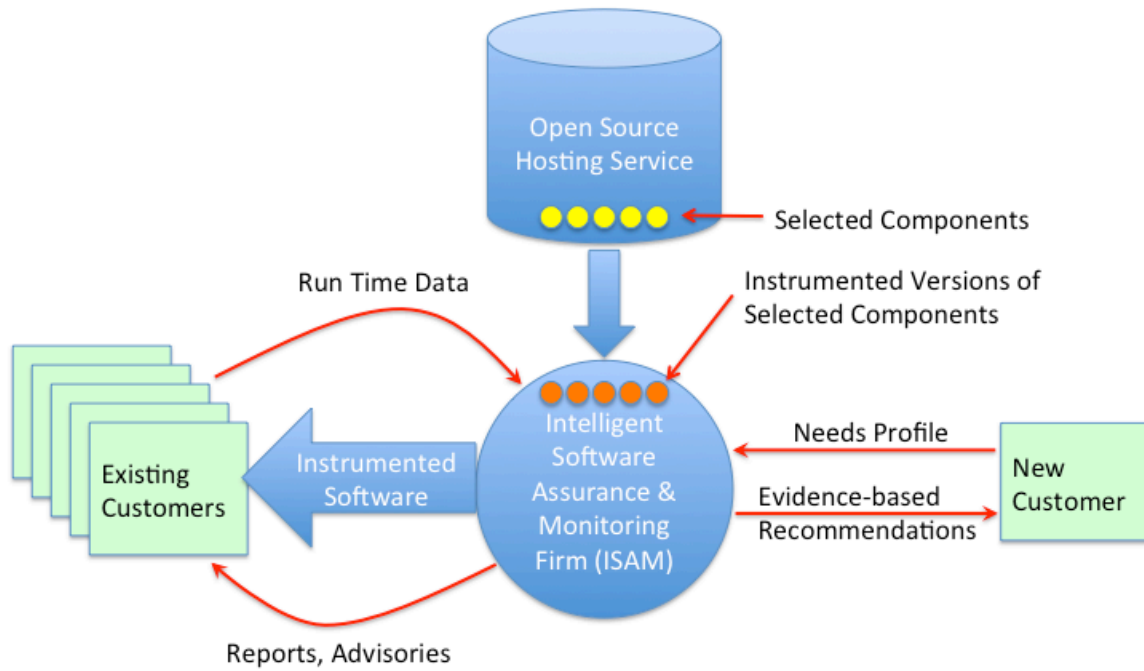 Open Source
Hosting Service
Selected Components
Run Time Data
Instrumented Versions of
Selected Components
Intelligent
Software
Assurance &
Monitoring
Firm (ISAM)
Instrumented
Software
Existing
Customers
Needs Profile
Evidence-based
Recommendations
New
Customer
Reports, Advisories